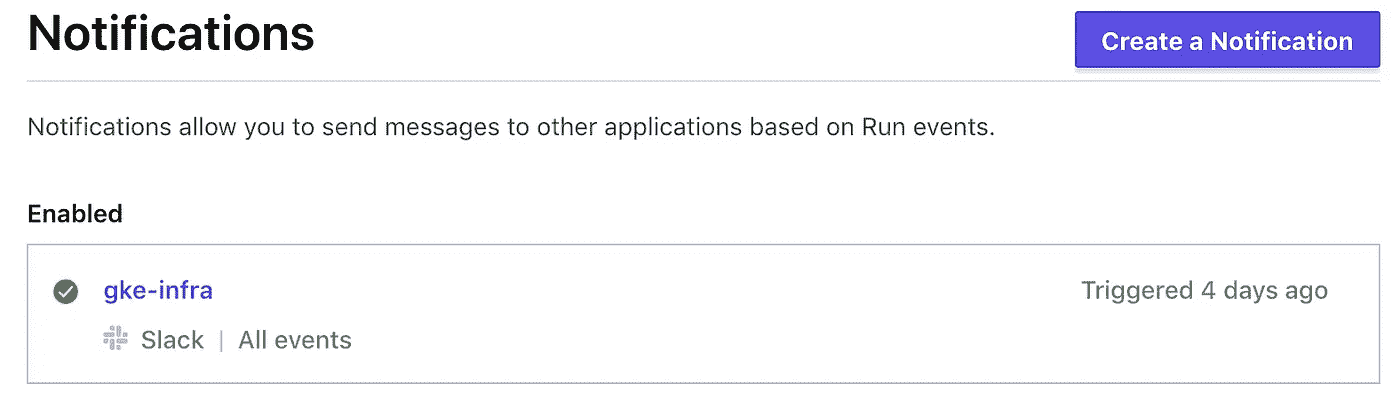 Notifications
Create a Notification
Notifications allow you to send messages to other applications based on Run events.
Enabled
gke-infra
Triggered 4 days ago
Slack | All events